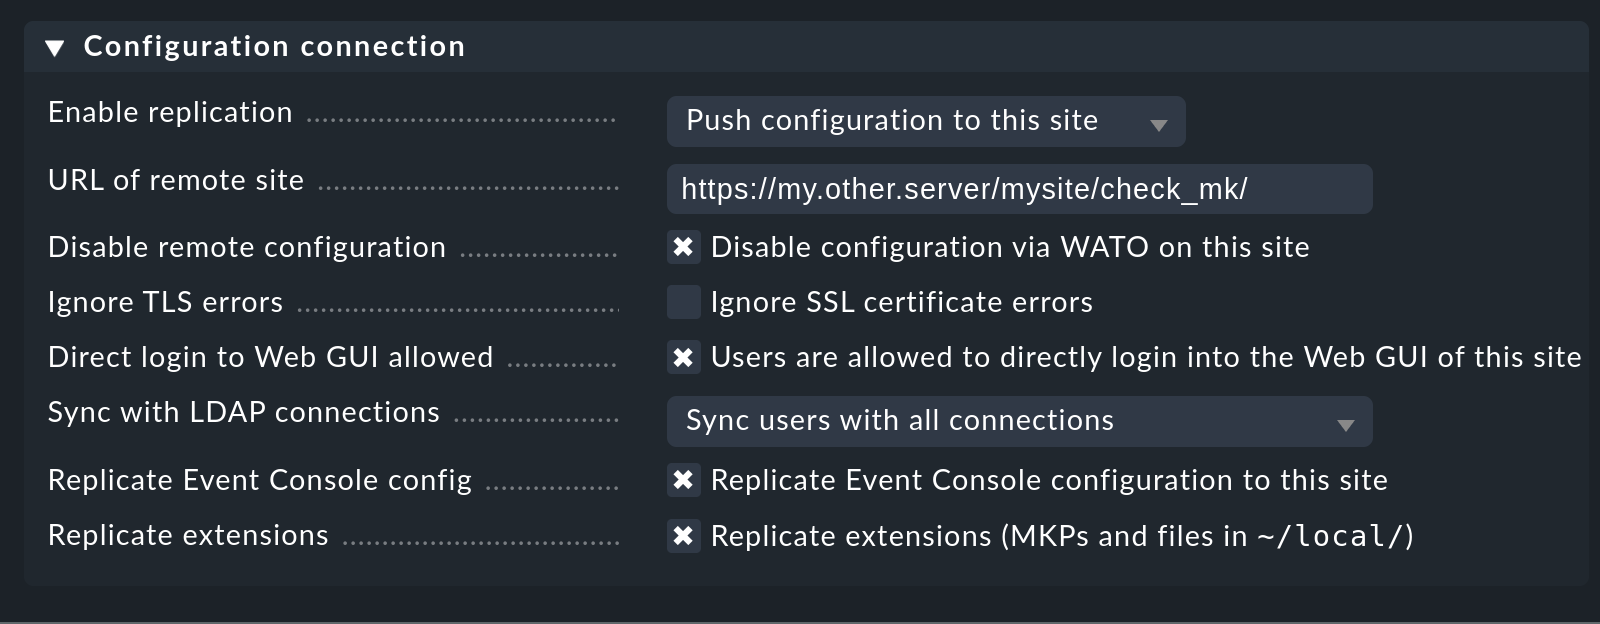 Configuration connection
Enable replication Push configuration to this site
URL of remote site https://my.other.server/mysite/check_mk/
Disable remote configuration Disable configuration via WATO on this site
Ignore TLS errors Ignore SSL certificate errors
Direct login to Web GUI allowed Users are allowed to directly login into the Web GUI of this site
Sync with LDAP connections Sync users with all connections
Replicate Event Console config Replicate Event Console configuration to this site
Replicate extensions Replicate extensions (MKPs and files in ~/local/)